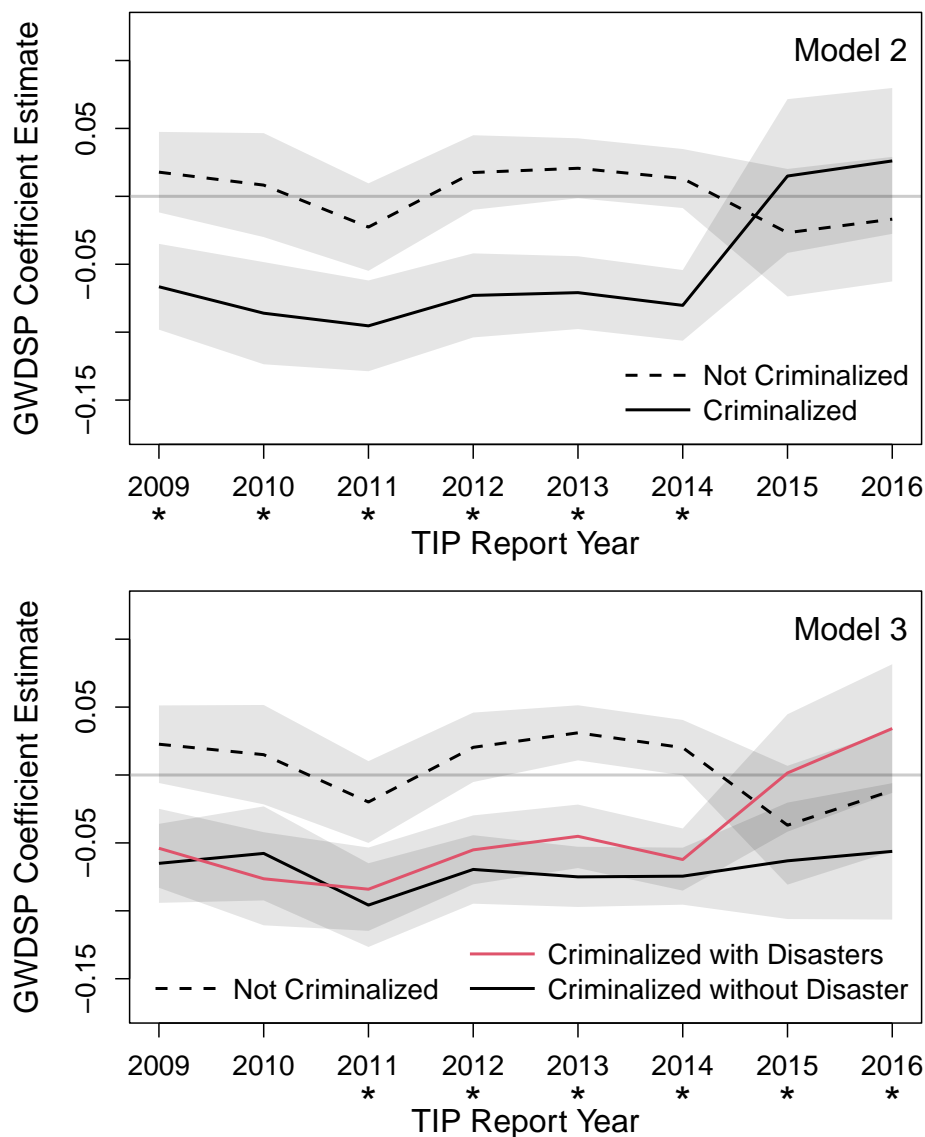 Model 2
GWDSP Coefficient Estimate
0.05
−0.05
−0.15
Not Criminalized
Criminalized
2009 2010 2011 2012 2013 2014 2015 2016
* * * * * *
TIP Report Year
Model 3
GWDSP Coefficient Estimate
0.05
−0.05
−0.15
Criminalized with Disasters
Not Criminalized Criminalized without Disaster
2009 2010 2011 2012 2013 2014 2015 2016
* * * * * *
TIP Report Year